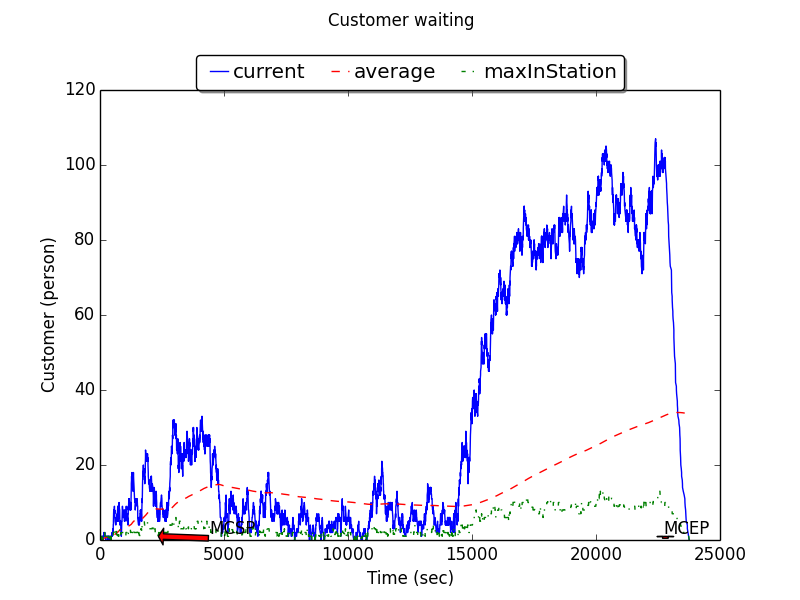 Customer waiting
current average maxInStation
120
100
80
60
40
20
0
Customer (person)
MCSP MCEP
0 5000 10000 15000 20000 25000
Time (sec)